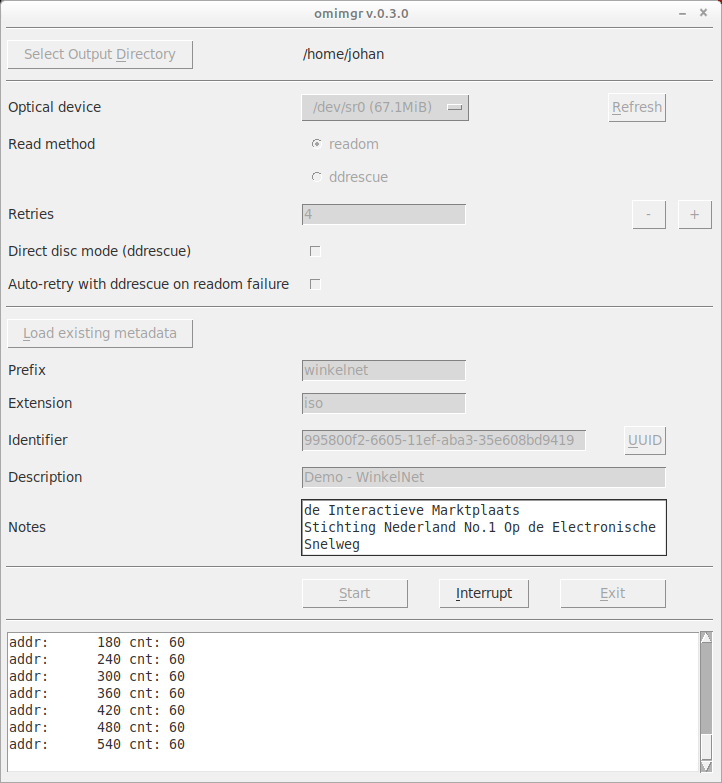 omimgr v.0.3.0
Select Output Directory /home/johan
Optical device /dev/sr0 (67.1MiB) Refresh
Read method readom
ddrescue
Retries 4 - +
Direct disc mode (ddrescue)
Auto-retry with ddrescue on readom failure
Load existing metadata
Prefix winkelnet
Extension iso
Identifier 995800f2-6605-11ef-aba3-35e608bd9419 UUID
Description Demo - WinkelNet
Notes de Interactieve Marktplaats
Stichting Nederland No.1 Op de Electronische
Snelweg
Start Interrupt Exit
addr: 180 cnt: 60
addr: 240 cnt: 60
addr: 300 cnt: 60
addr: 360 cnt: 60
addr: 420 cnt: 60
addr: 480 cnt: 60
addr: 540 cnt: 60